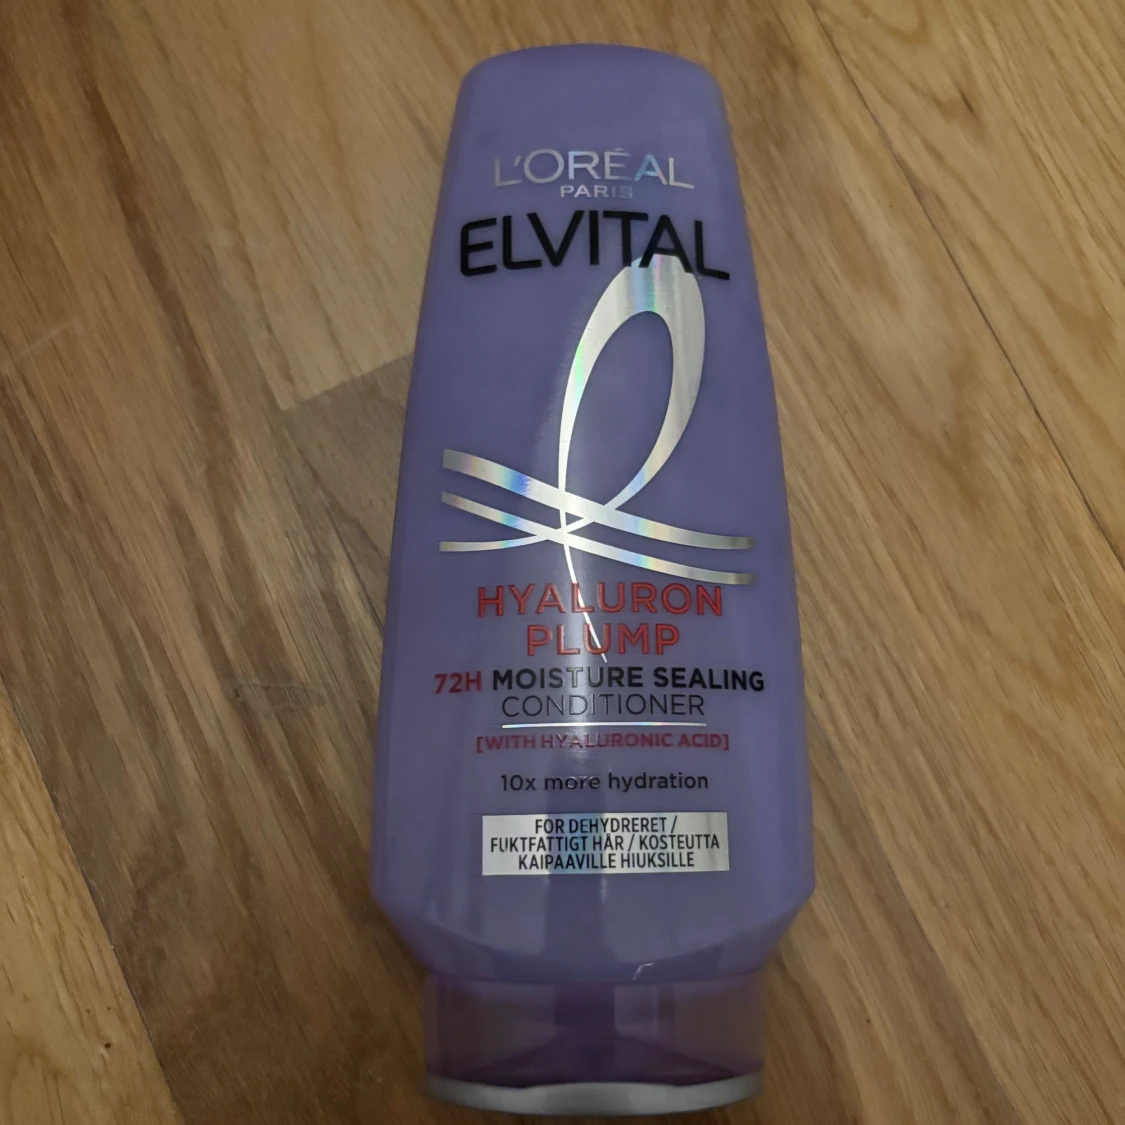 L'ORÉAL
PARIS
ELVITAL
HYALURON
PLUMP
72H MOISTURE SEALING
CONDITIONER
[WITH HYALURONIC ACID]
10x more hydration
FOR DEHYDRERET /
FUKTFATTIGT HÅR / KOSTEUTTA
KAIPAAVILLE HIUKSILLE